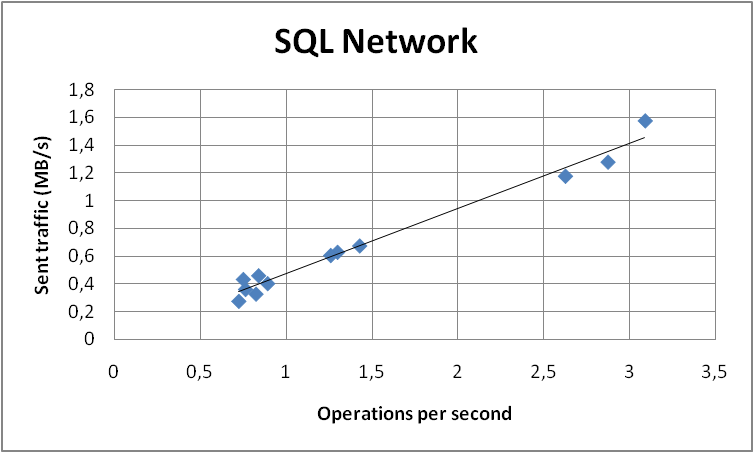 SQL Network
Sent traffic (MB/s)
1,8
1,6
1,4
1,2
1
0,8
0,6
0,4
0,2
0
0 0,5 1 1,5 2 2,5 3 3,5
Operations per second